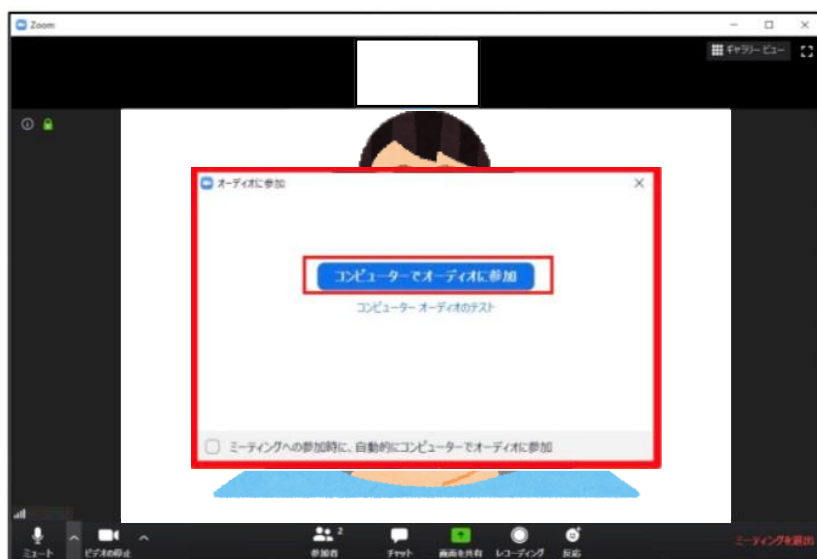 Zoom
ギャラリー ビュー
オーディオに参加
コンピューターでオーディオに参加
コンピューター オーディオのテスト
ミーティングへの参加時に、自動的にコンピューターでオーディオに参加
2
ミュート
ビデオの停止
参加者
チャット
画面を共有
レコーディング
反応
ミーティングを退出